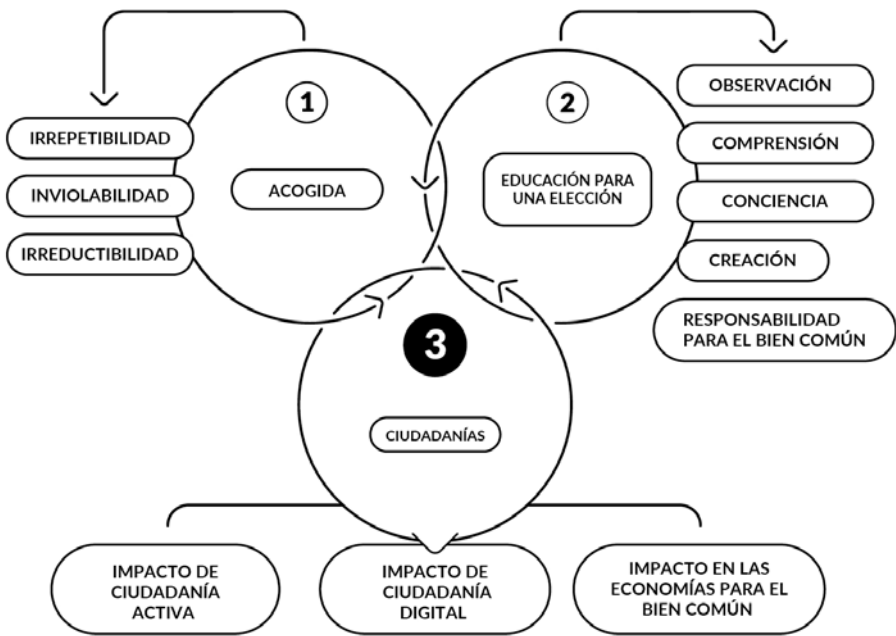 1
ACOGIDA
IRREPETIBILIDAD
INVIOLABILIDAD
IRREDUCTIBILIDAD
2
EDUCACIÓN PARA
UNA ELECCIÓN
OBSERVACIÓN
COMPRENSIÓN
CONCIENCIA
CREACIÓN
RESPONSABILIDAD
PARA EL BIEN COMÚN
3
CIUDADANÍAS
IMPACTO DE
CIUDADANÍA
ACTIVA
IMPACTO DE
CIUDADANÍA
DIGITAL
IMPACTO EN LAS
ECONOMÍAS PARA EL
BIEN COMÚN